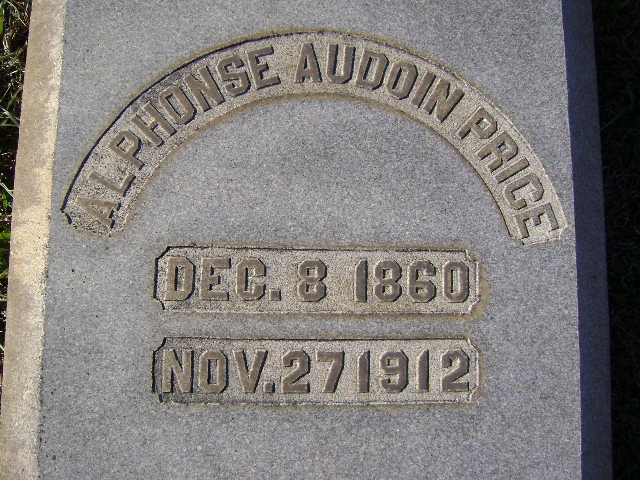 ALPHONSE AUDOIN PRICE
DEC. 8 1860
NOV. 27 1912